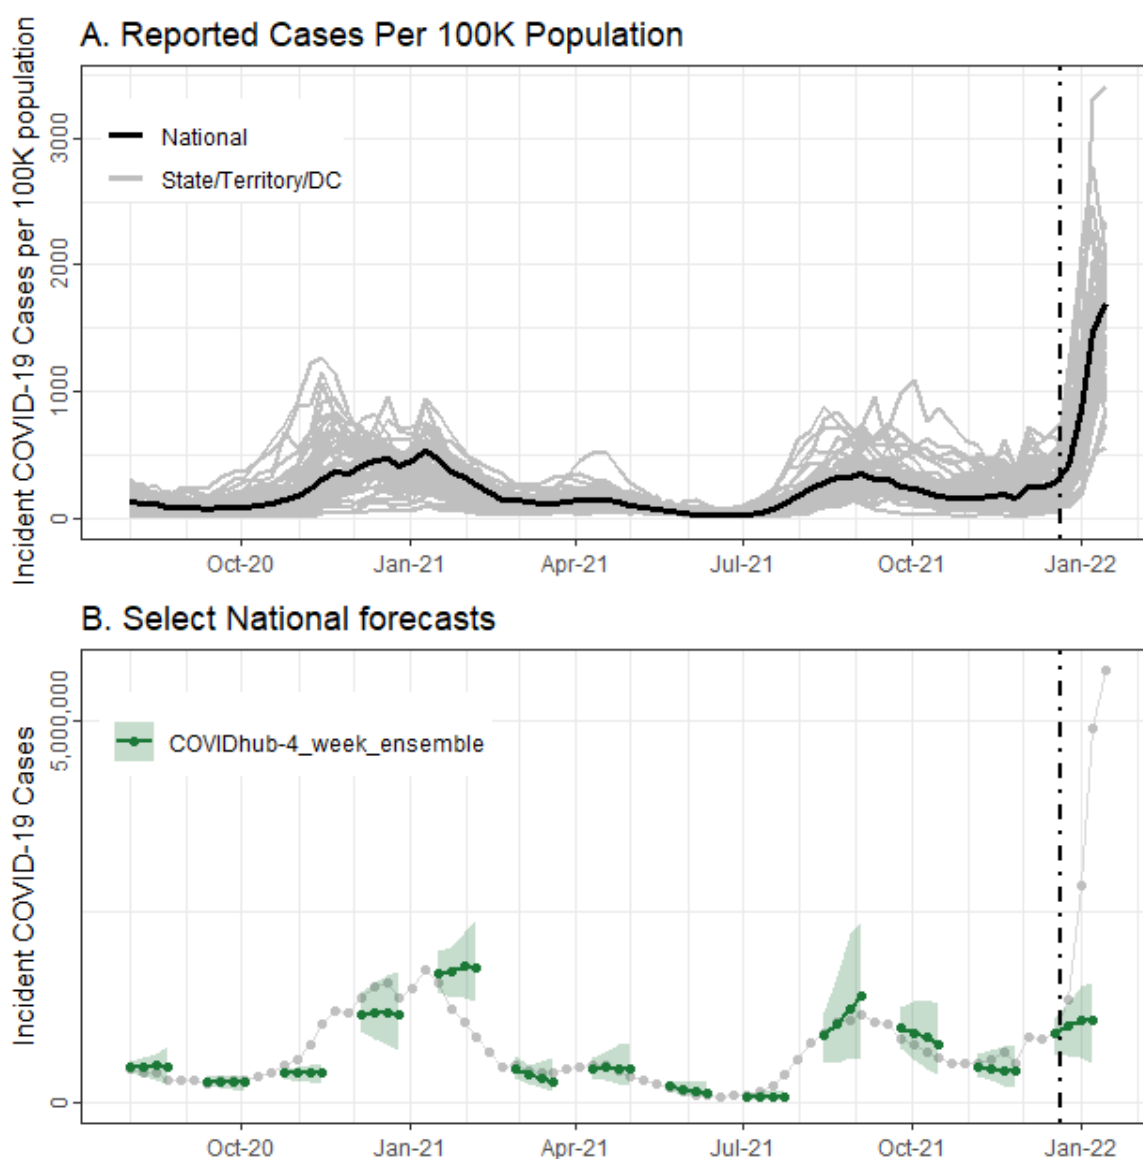 A. Reported Cases Per 100K Population
Incident COVID-19 Cases per 100K population
3000
2000
1000
0
National
State/Territory/DC
Oct-20 Jan-21 Apr-21 Jul-21 Oct-21 Jan-22
B. Select National forecasts
Incident COVID-19 Cases
5,000,000
0
COVIDhub-4_week_ensemble
Oct-20 Jan-21 Apr-21 Jul-21 Oct-21 Jan-22